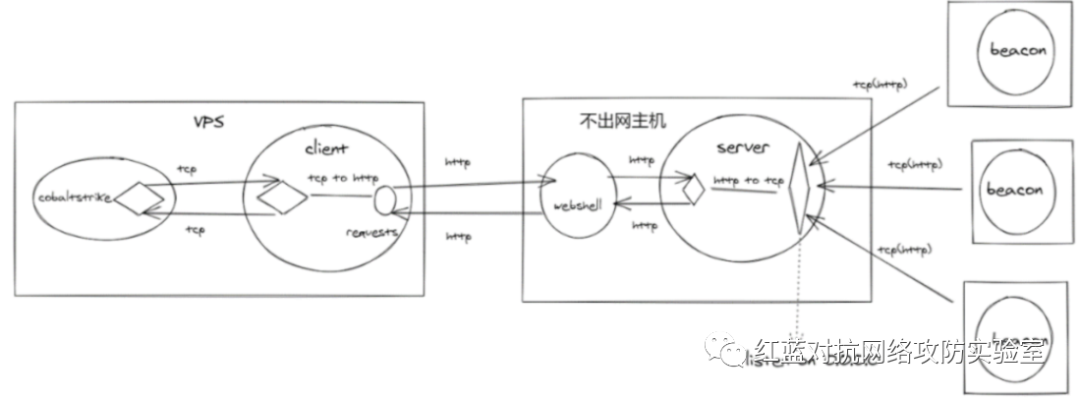 VPS
cobaltstrike
tcp
tcp
client
tcp to http
requests
http
http
不出网主机
webshell
http
http
server
http to tcp
tcp(http)
tcp(http)
tcp(http)
beacon
beacon
beacon
listen on
红蓝对抗网络攻防实验室